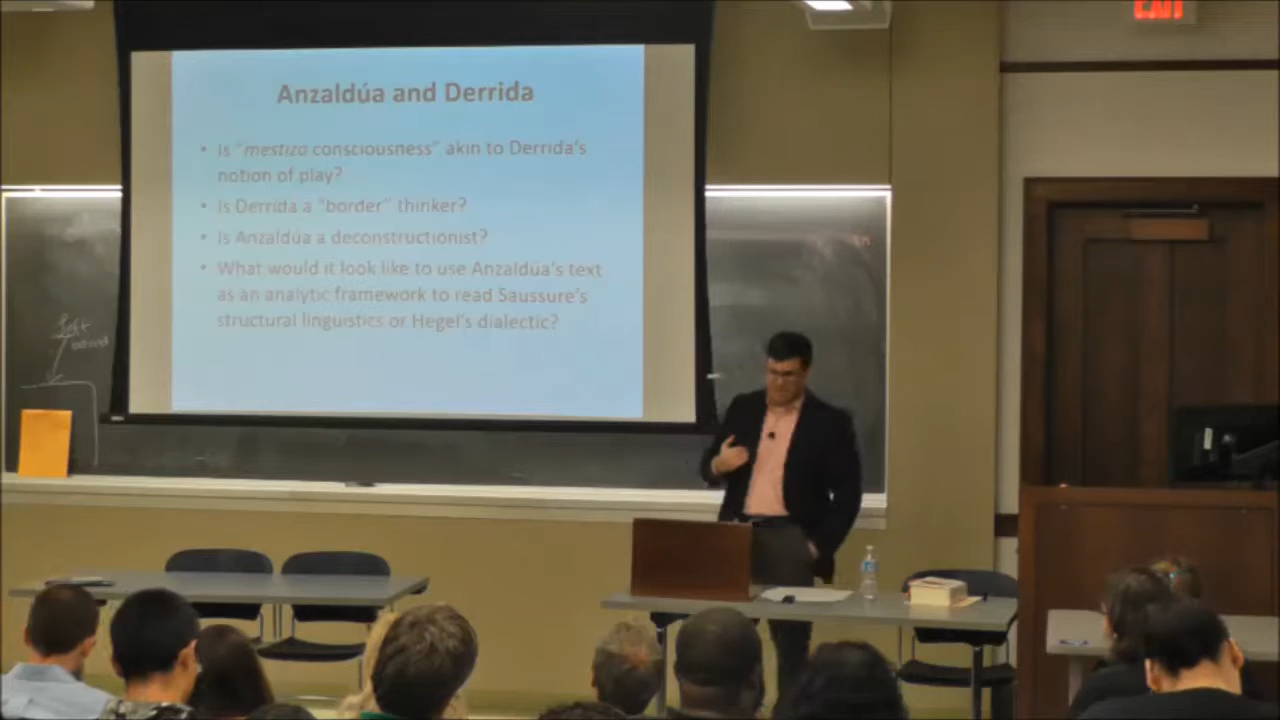 EXIT
Anzaldúa and Derrida
• Is "mestiza consciousness" akin to Derrida's
notion of play?
• Is Derrida a "border" thinker?
• Is Anzaldúa a deconstructionist?
• What would it look like to use Anzaldúa's text
as an analytic framework to read Saussure's
structural linguistics or Hegel's dialectic?
Left